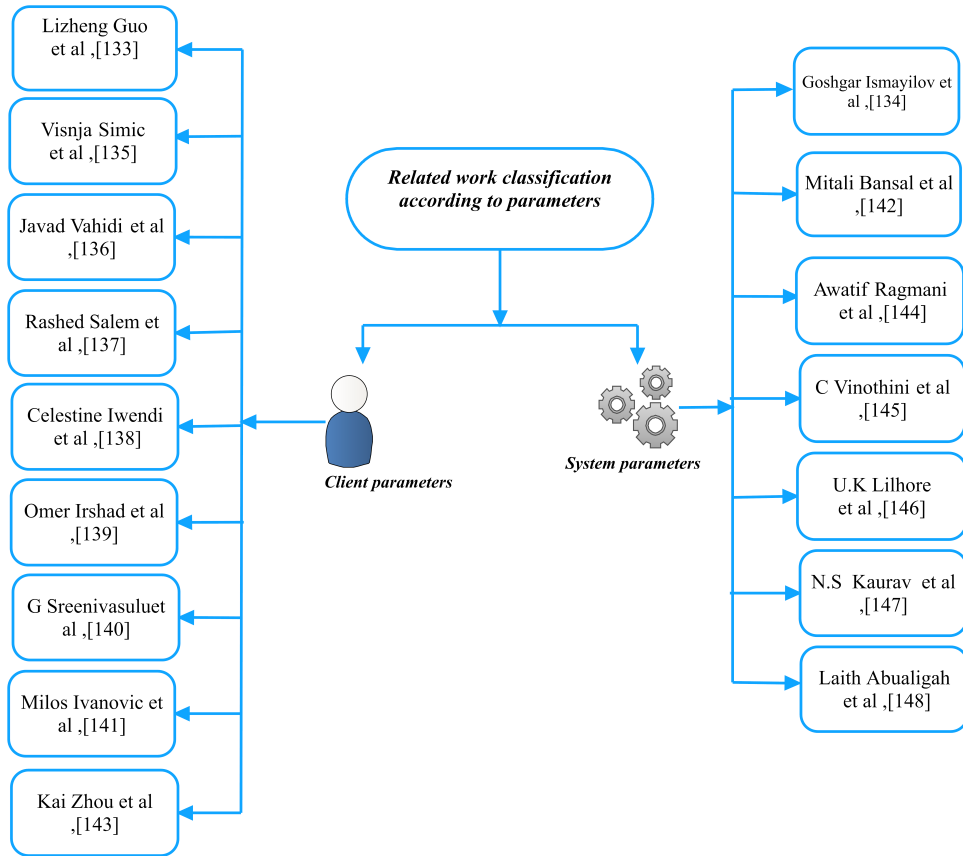 Related work classification
according to parameters
Client parameters
Lizheng Guo
et al ,[133]
Visnja Simic
et al ,[135]
Javad Vahidi et al
,[136]
Rashed Salem et
al ,[137]
Celestine Iwendi
et al ,[138]
Omer Irshad et al
,[139]
G Sreenivasuluet
al ,[140]
Milos Ivanovic et
al ,[141]
Kai Zhou et al
,[143]
System parameters
Goshgar Ismayilov et
al ,[134]
Mitali Bansal et al
,[142]
Awatif Ragmani
et al ,[144]
C Vinothini et al
,[145]
U.K Lilhore
et al ,[146]
N.S Kaurav et al
,[147]
Laith Abualigah
et al ,[148]